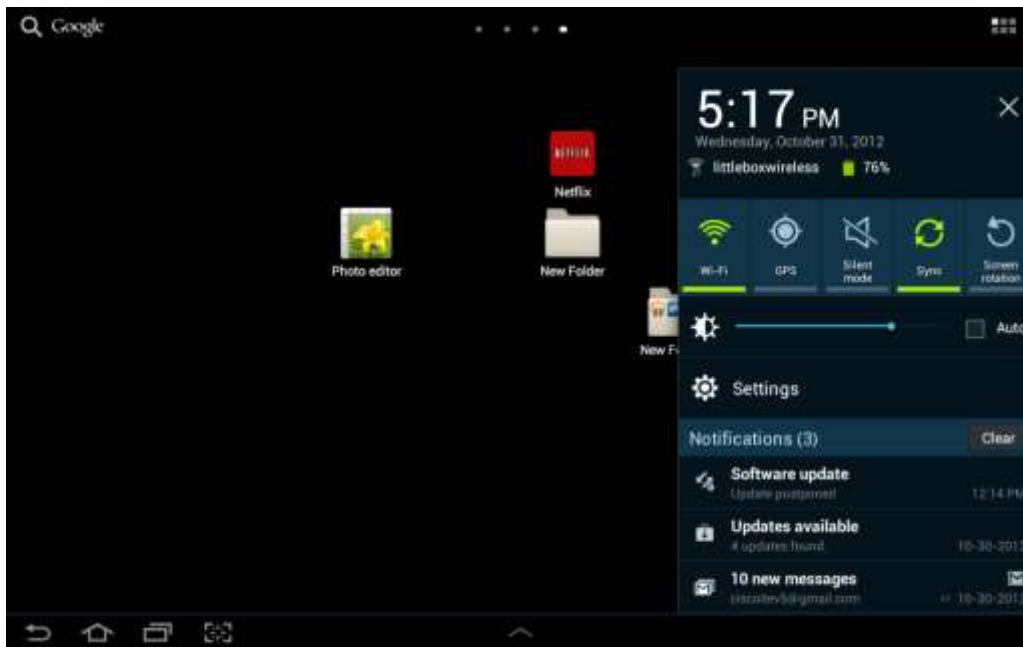 Google
5:17 PM
Wednesday, October 31, 2012
littleboxwireless 76%
NETFLIX
Netflix
Photo editor
New Folder
New F
Wi-Fi
GPS
Silent
mode
Sync
Screen
rotation
Auto
Settings
Notifications (3)
Clear
Software update
Update postponed
12:14 PM
Updates available
4 updates found
10-30-2012
10 new messages
10-30-2012